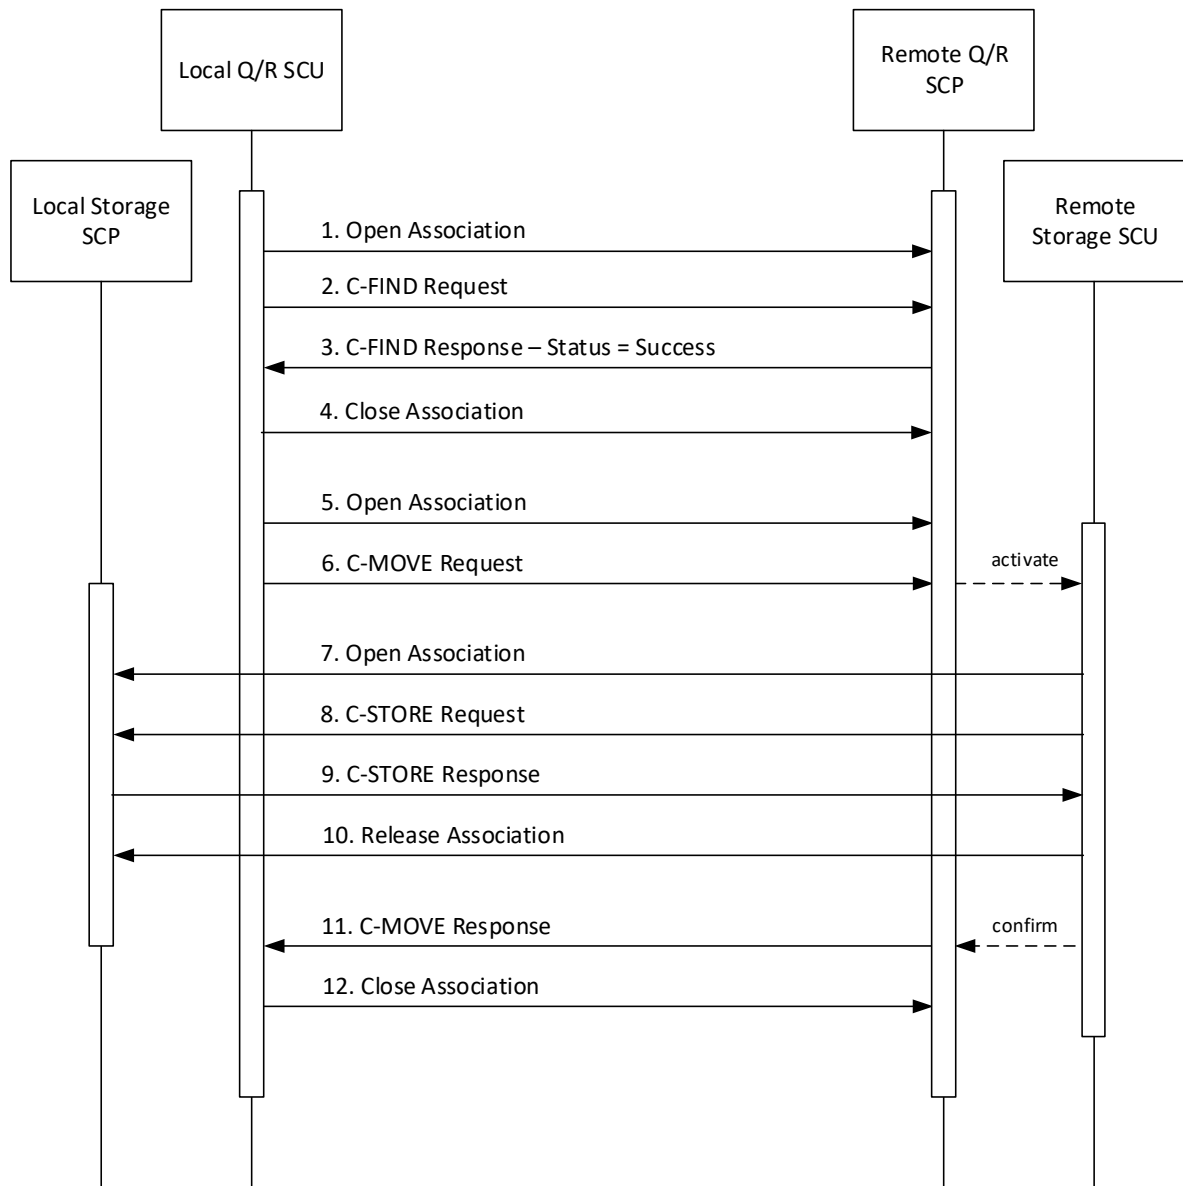 Local Q/R SCU
Remote Q/R
SCP
Local Storage
SCP
Remote
Storage SCU
1. Open Association
2. C-FIND Request
3. C-FIND Response – Status = Success
4. Close Association
5. Open Association
6. C-MOVE Request
activate
7. Open Association
8. C-STORE Request
9. C-STORE Response
10. Release Association
11. C-MOVE Response
confirm
12. Close Association